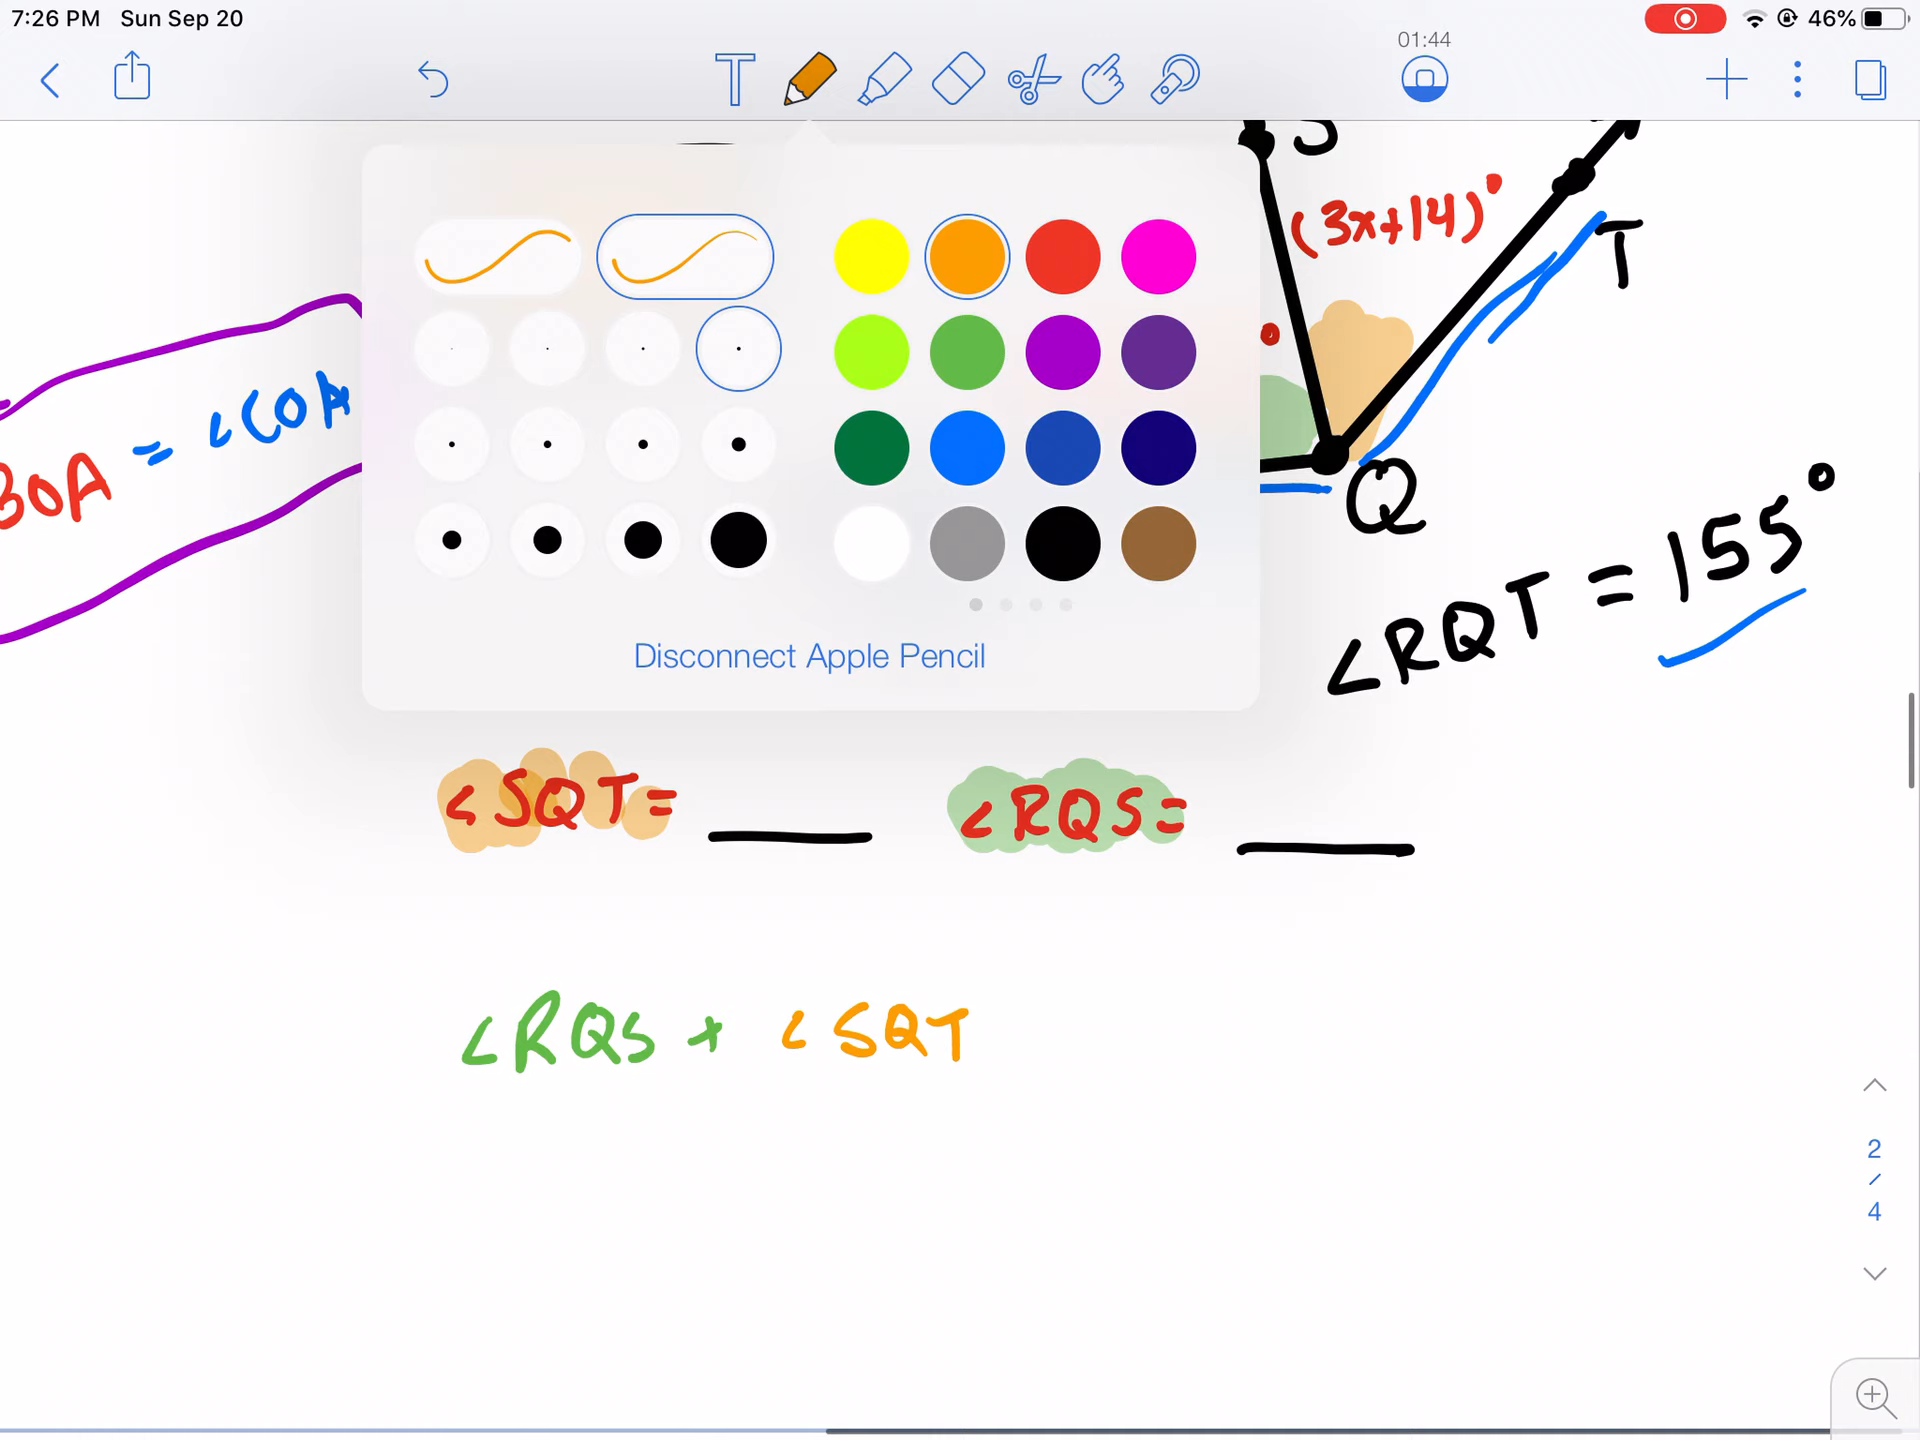 7:26 PM Sun Sep 20
46%
01:44
S
(3x+14)°
T
Q
BOA = <COA
<RQT = 155°
Disconnect Apple Pencil
<SQT= <RQS=
<RQS + <SQT
2
/
4